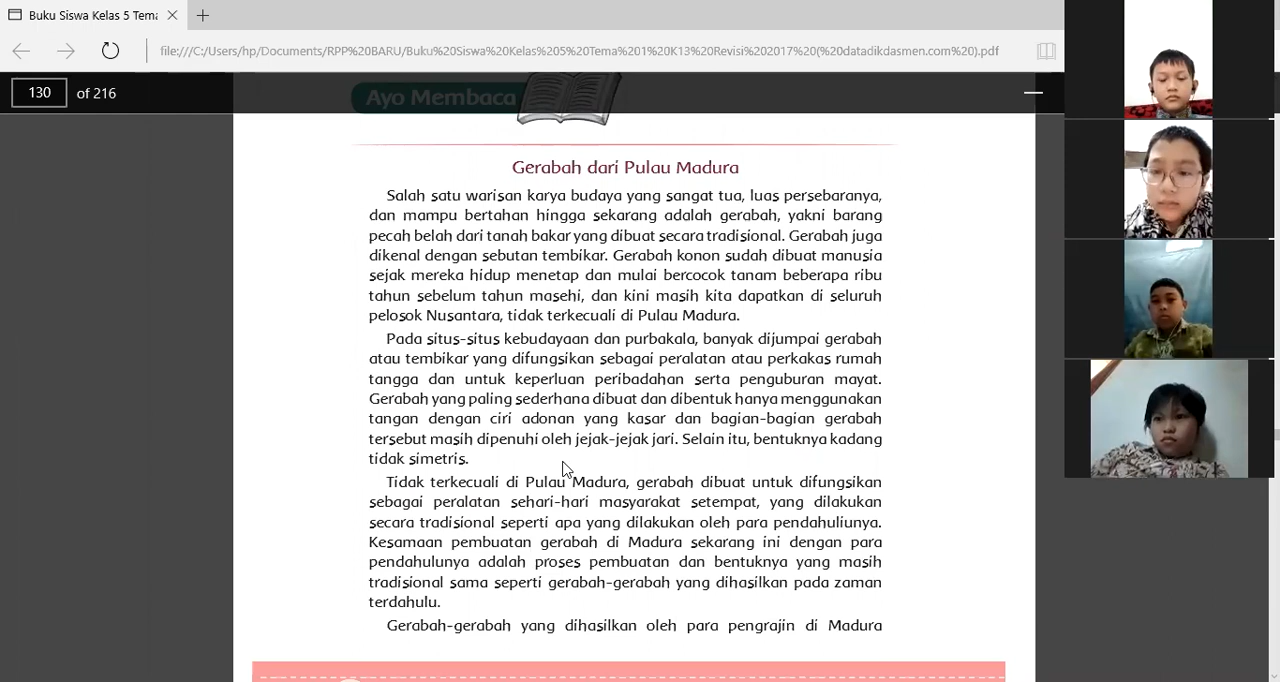 Buku Siswa Kelas 5 Tema
file:///C:/Users/hp/Documents/RPP%20BARU/Buku%20Siswa%20Kelas%205%20Tema%201%20K13%20Revisi%202017%20(%20datadikdasmen.com%20).pdf
130 of 216
Ayo Membaca
Gerabah dari Pulau Madura
Salah satu warisan karya budaya yang sangat tua, luas persebaranya,
dan mampu bertahan hingga sekarang adalah gerabah, yakni barang
pecah belah dari tanah bakar yang dibuat secara tradisional. Gerabah juga
dikenal dengan sebutan tembikar. Gerabah konon sudah dibuat manusia
sejak mereka hidup menetap dan mulai bercocok tanam beberapa ribu
tahun sebelum tahun masehi, dan kini masih kita dapatkan di seluruh
pelosok Nusantara, tidak terkecuali di Pulau Madura.
Pada situs-situs kebudayaan dan purbakala, banyak dijumpai gerabah
atau tembikar yang difungsikan sebagai peralatan atau perkakas rumah
tangga dan untuk keperluan peribadahan serta penguburan mayat.
Gerabah yang paling sederhana dibuat dan dibentuk hanya menggunakan
tangan dengan ciri adonan yang kasar dan bagian-bagian gerabah
tersebut masih dipenuhi oleh jejak-jejak jari. Selain itu, bentuknya kadang
tidak simetris.
Tidak terkecuali di Pulau Madura, gerabah dibuat untuk difungsikan
sebagai peralatan sehari-hari masyarakat setempat, yang dilakukan
secara tradisional seperti apa yang dilakukan oleh para pendahuliunya.
Kesamaan pembuatan gerabah di Madura sekarang ini dengan para
pendahulunya adalah proses pembuatan dan bentuknya yang masih
tradisional sama seperti gerabah-gerabah yang dihasilkan pada zaman
terdahulu.
Gerabah-gerabah yang dihasilkan oleh para pengrajin di Madura